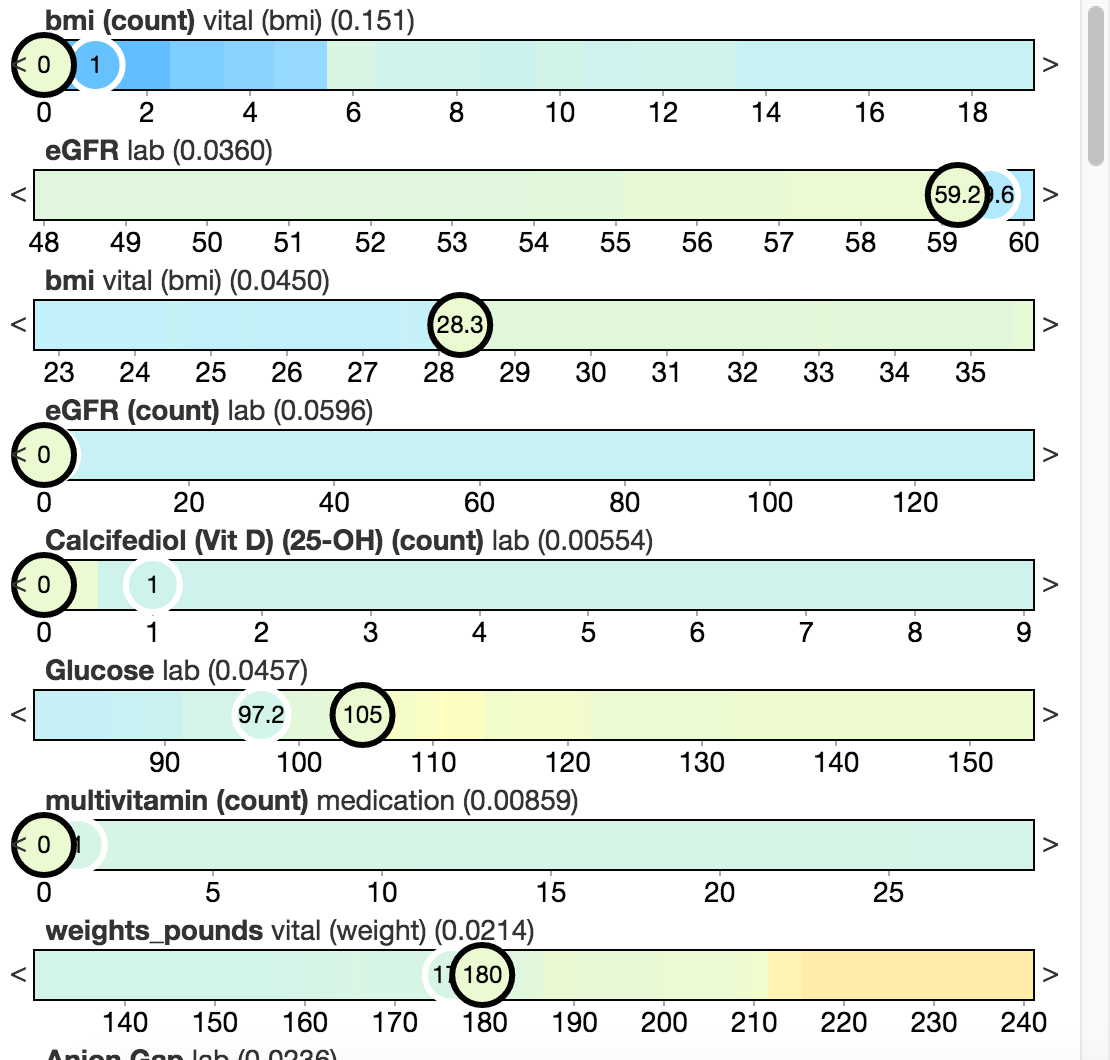 bmi (count) vital (bmi) (0.151)
< 0 1 >
0 2 4 6 8 10 12 14 16 18
eGFR lab (0.0360)
< 59.2 9.6 >
48 49 50 51 52 53 54 55 56 57 58 59 60
bmi vital (bmi) (0.0450)
< 28.3 >
23 24 25 26 27 28 29 30 31 32 33 34 35
eGFR (count) lab (0.0596)
< 0 >
0 20 40 60 80 100 120
Calcifediol (Vit D) (25-OH) (count) lab (0.00554)
< 0 1 >
0 1 2 3 4 5 6 7 8 9
Glucose lab (0.0457)
< 97.2 105 >
90 100 110 120 130 140 150
multivitamin (count) medication (0.00859)
< 0 1 >
0 5 10 15 20 25
weights_pounds vital (weight) (0.0214)
< 17 180 >
140 150 160 170 180 190 200 210 220 230 240
Anion Gap lab (0.0236)